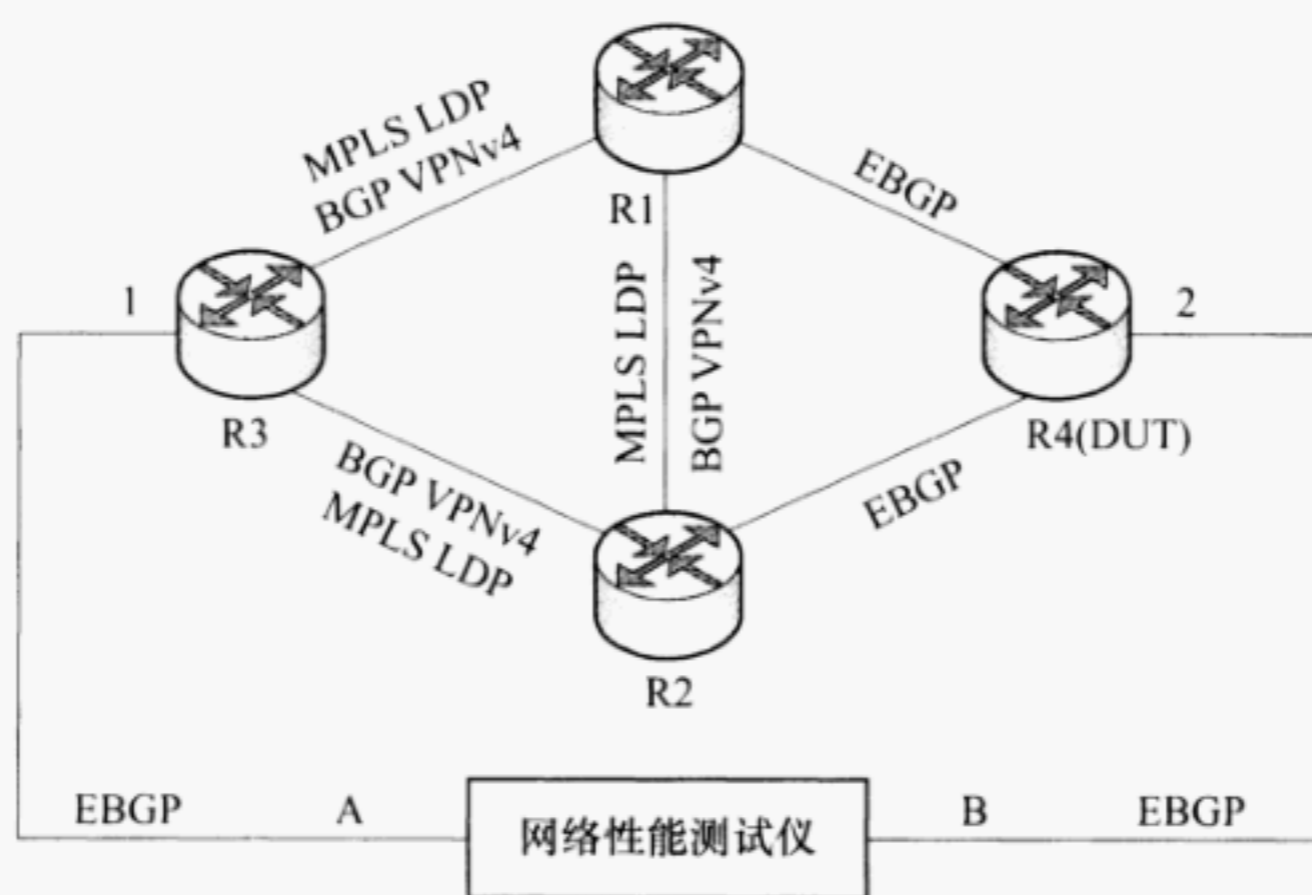 MPLS LDP
BGP VPNv4
R1
EBGP
1
R3
MPLS LDP
BGP VPNv4
2
R4(DUT)
BGP VPNv4
MPLS LDP
EBGP
R2
EBGP
A
网络性能测试仪
B
EBGP